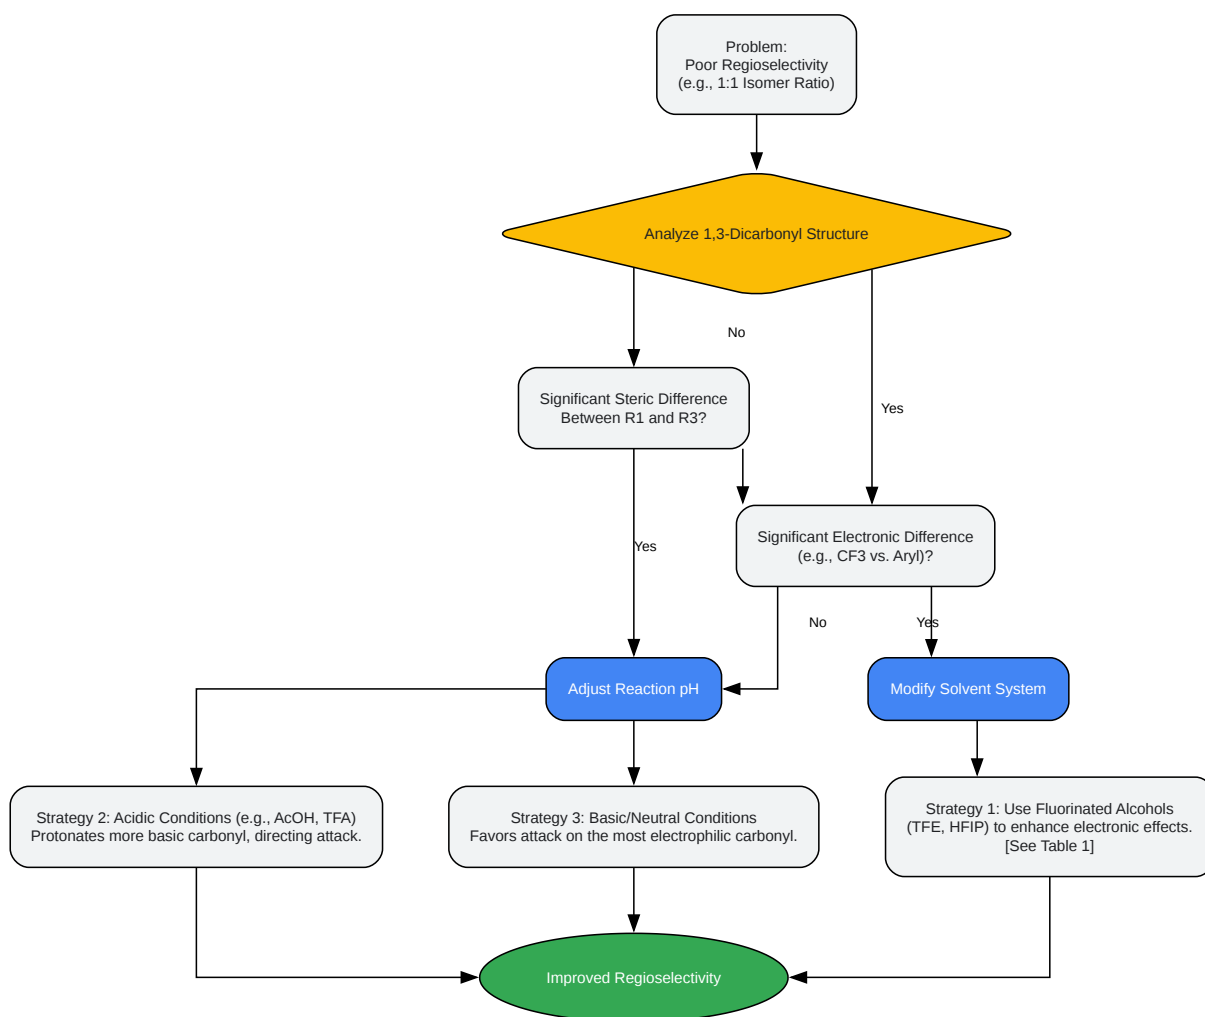 Problem:
Poor Regioselectivity
(e.g., 1:1 Isomer Ratio)
Analyze 1,3-Dicarbonyl Structure
No
Significant Steric Difference
Between R1 and R3?
Yes
Significant Electronic Difference
(e.g., CF3 vs. Aryl)?
Yes
No
Yes
Adjust Reaction pH
Modify Solvent System
Strategy 2: Acidic Conditions (e.g., AcOH, TFA)
Protonates more basic carbonyl, directing attack.
Strategy 3: Basic/Neutral Conditions
Favors attack on the most electrophilic carbonyl.
Strategy 1: Use Fluorinated Alcohols
(TFE, HFIP) to enhance electronic effects.
[See Table 1]
Improved Regioselectivity